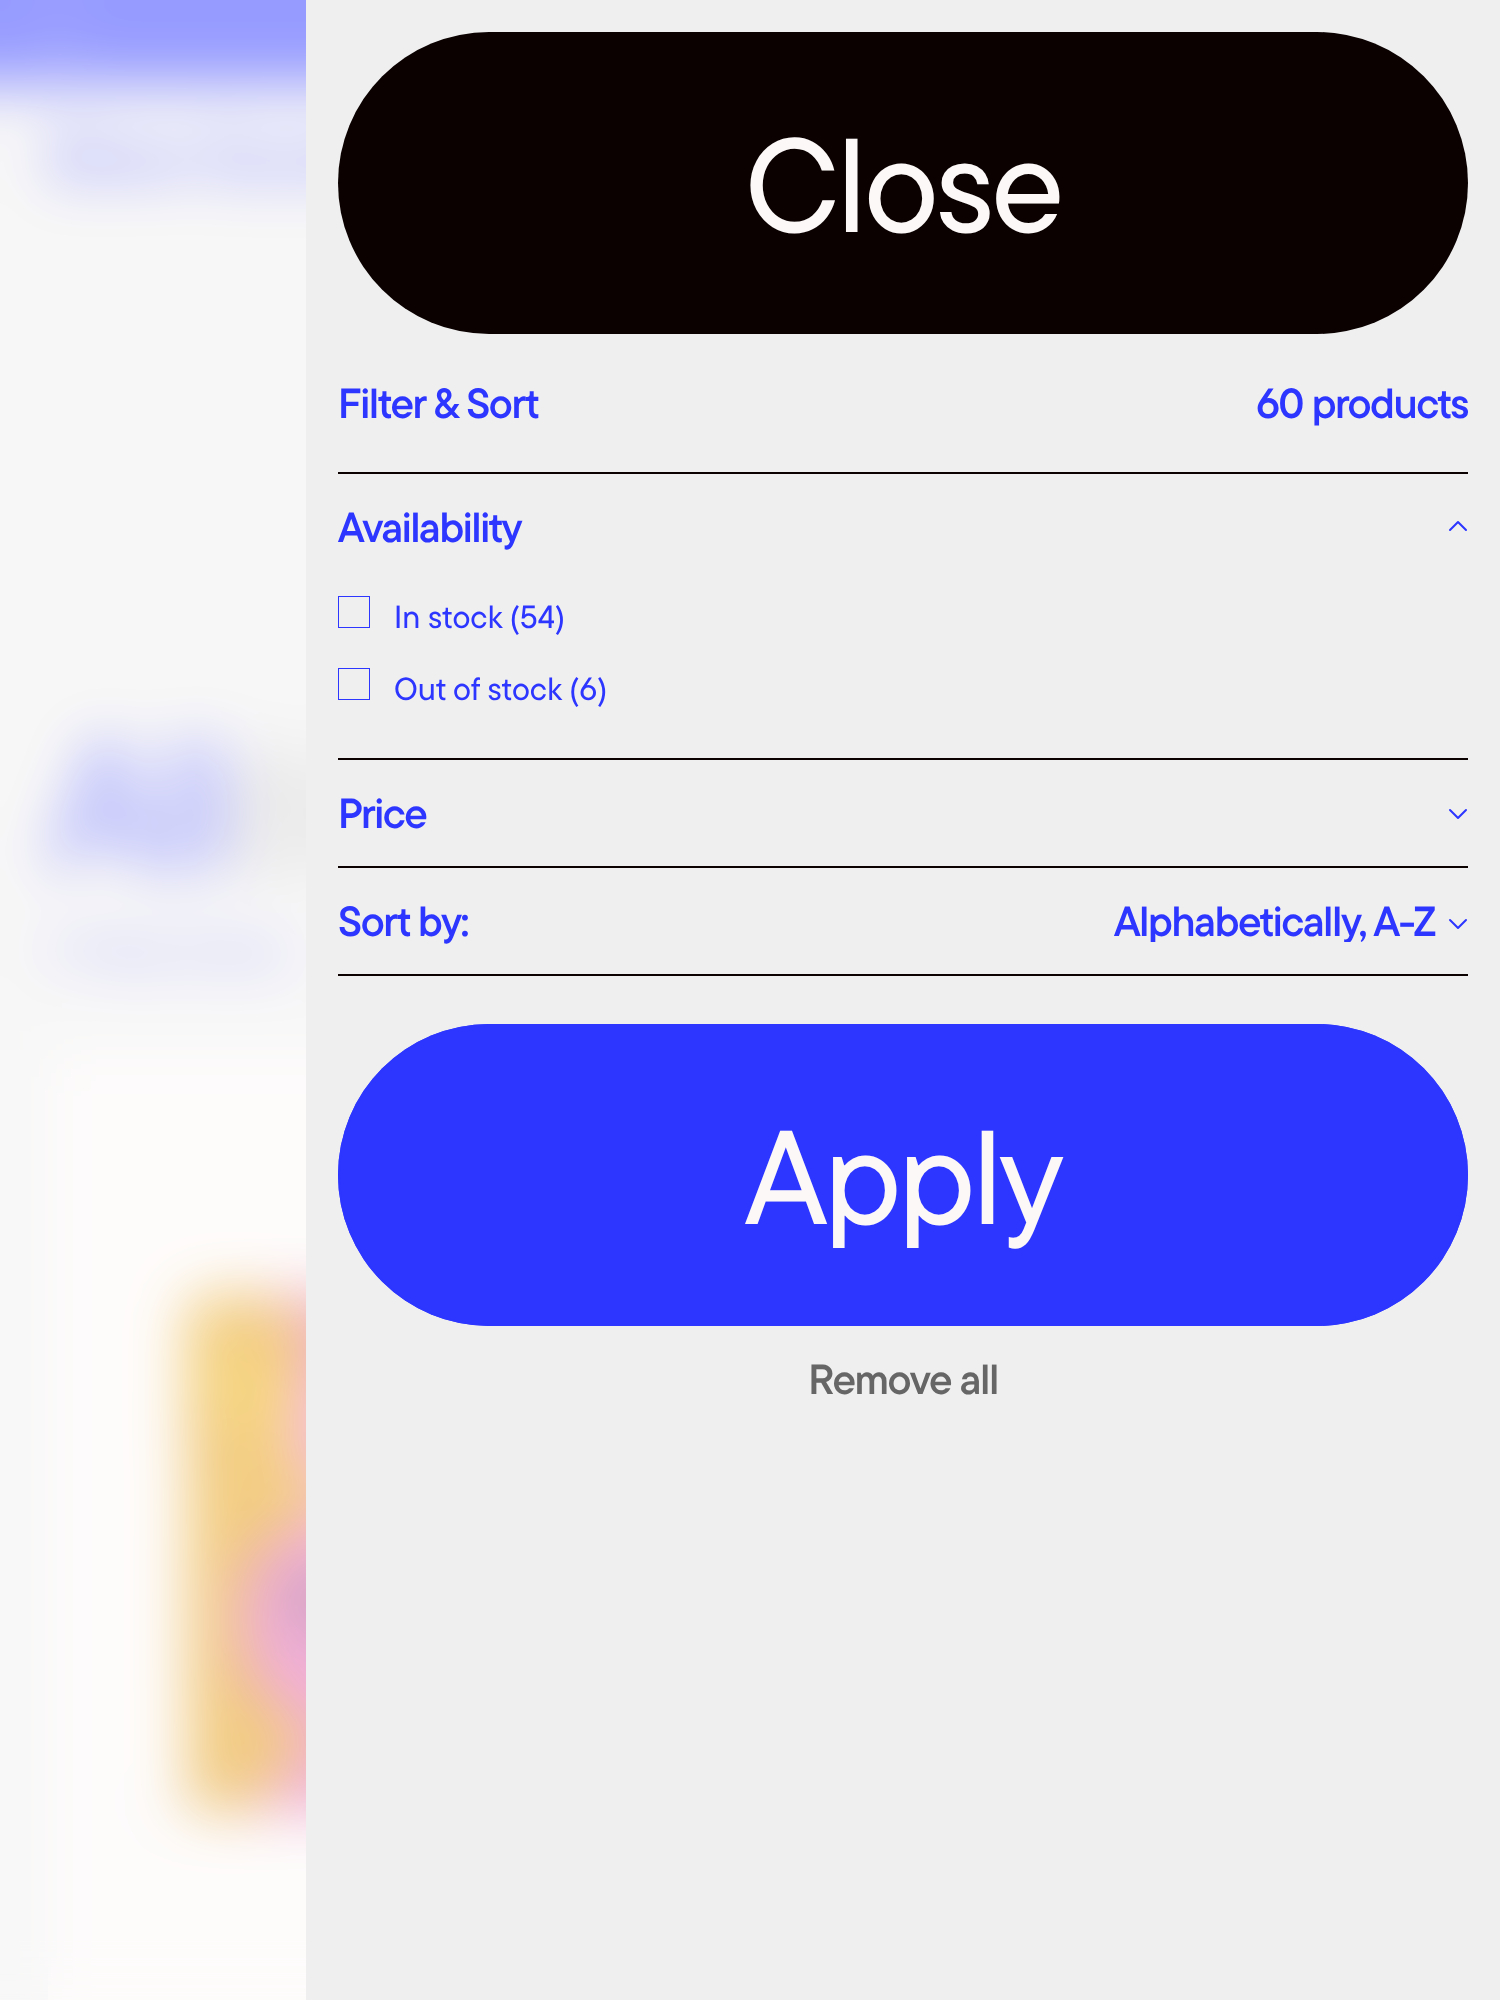 Close
Filter & Sort
60 products
Availability
In stock (54)
Out of stock (6)
Price
Sort by:
Alphabetically, A-Z
Apply
Remove all